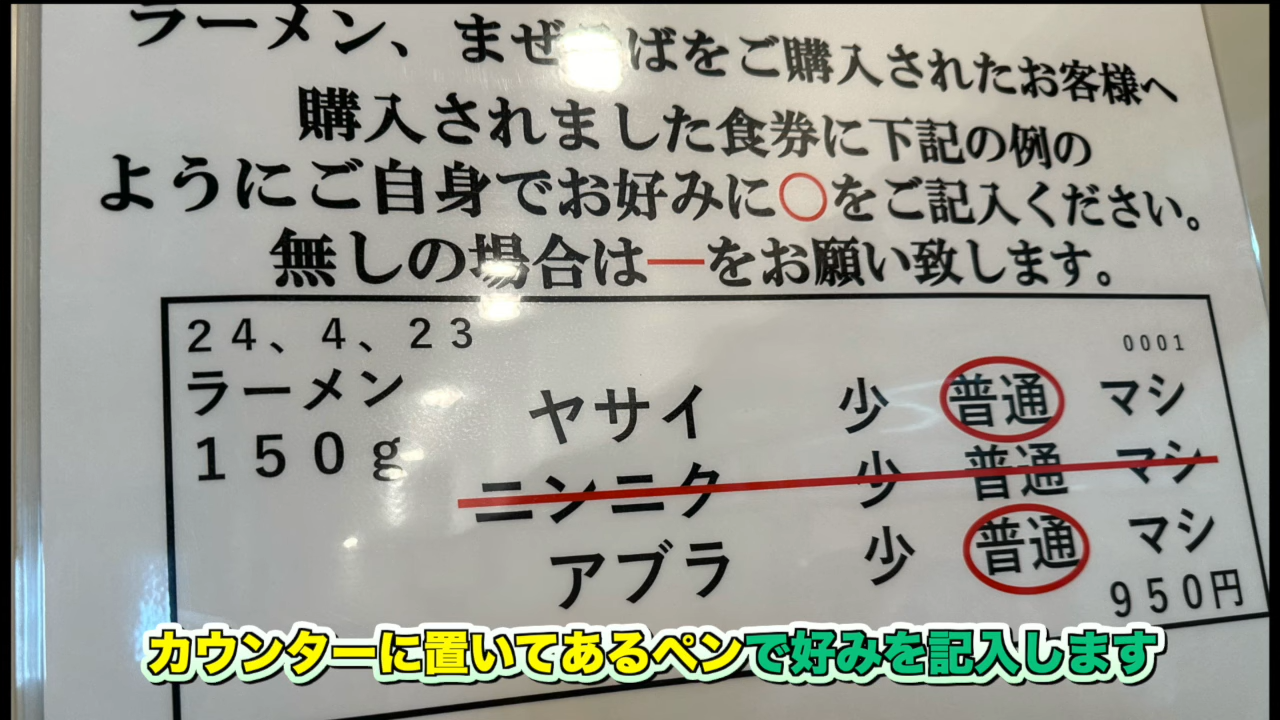 ラーメン、まぜそばをご購入されたお客様へ
購入されました食券に下記の例の
ようにご自身でお好みに○をご記入ください。
無しの場合は—をお願い致します。
24、4、23
0001
ラーメン
150g
ヤサイ 少 普通 マシ
ニンニク 少 普通 マシ
アブラ 少 普通 マシ
950円
カウンターに置いてあるペンで好みを記入します